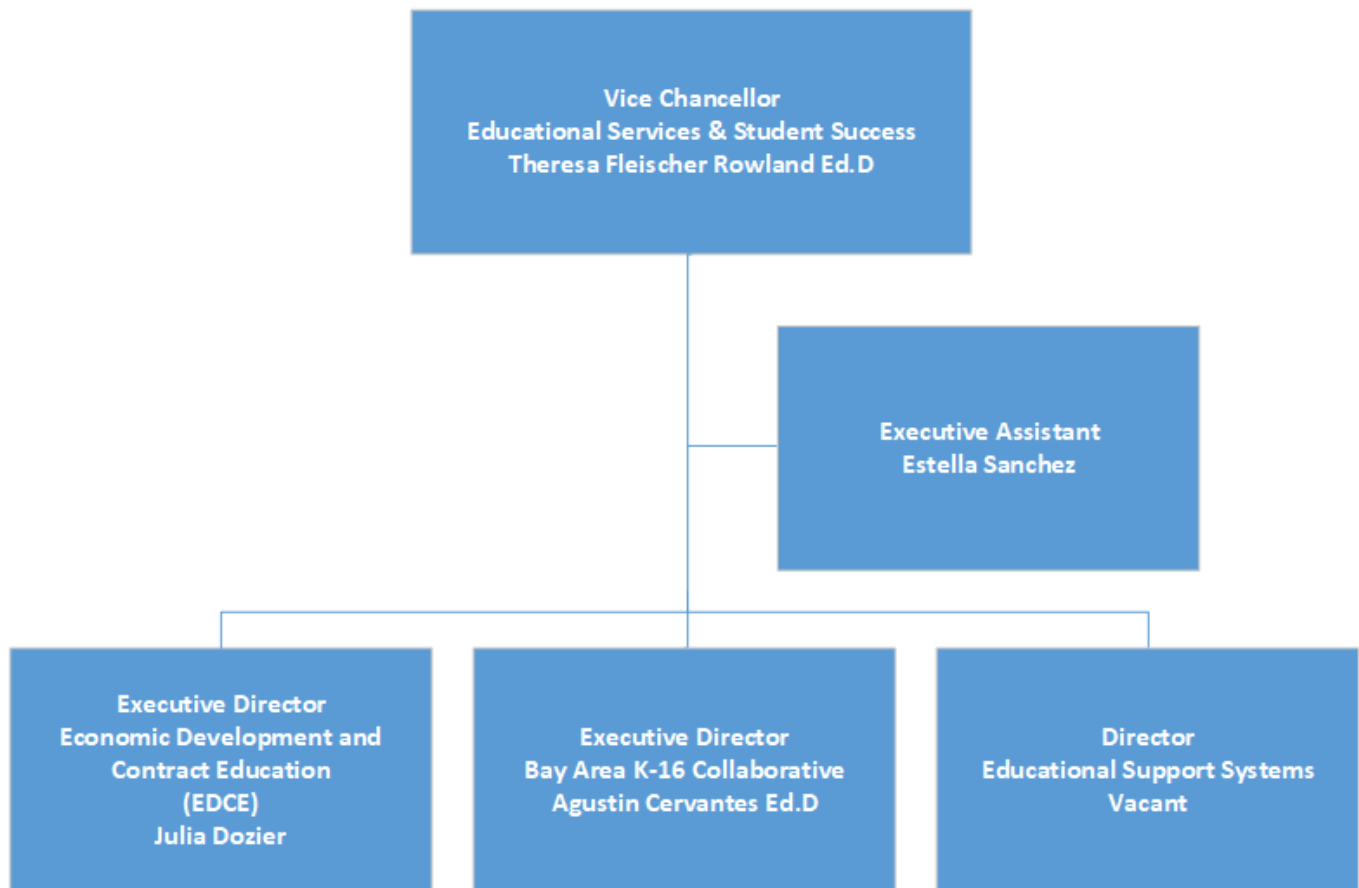 Vice Chancellor
Educational Services & Student Success
Theresa Fleischer Rowland Ed.D
Executive Assistant
Estella Sanchez
Executive Director
Economic Development and
Contract Education
(EDCE)
Julia Dozier
Executive Director
Bay Area K-16 Collaborative
Agustin Cervantes Ed.D
Director
Educational Support Systems
Vacant